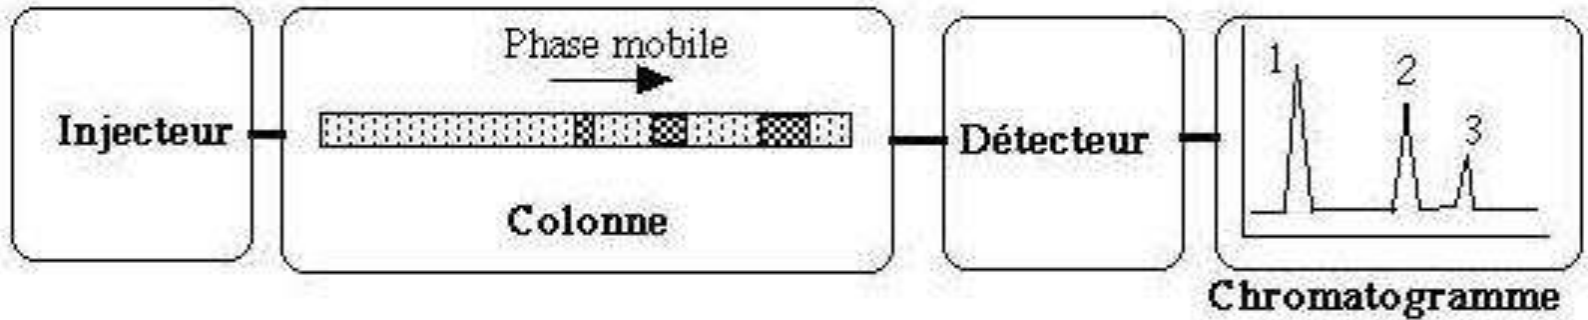 Injecteur
Phase mobile
Colonne
Détecteur
1
2
3
Chromatogramme